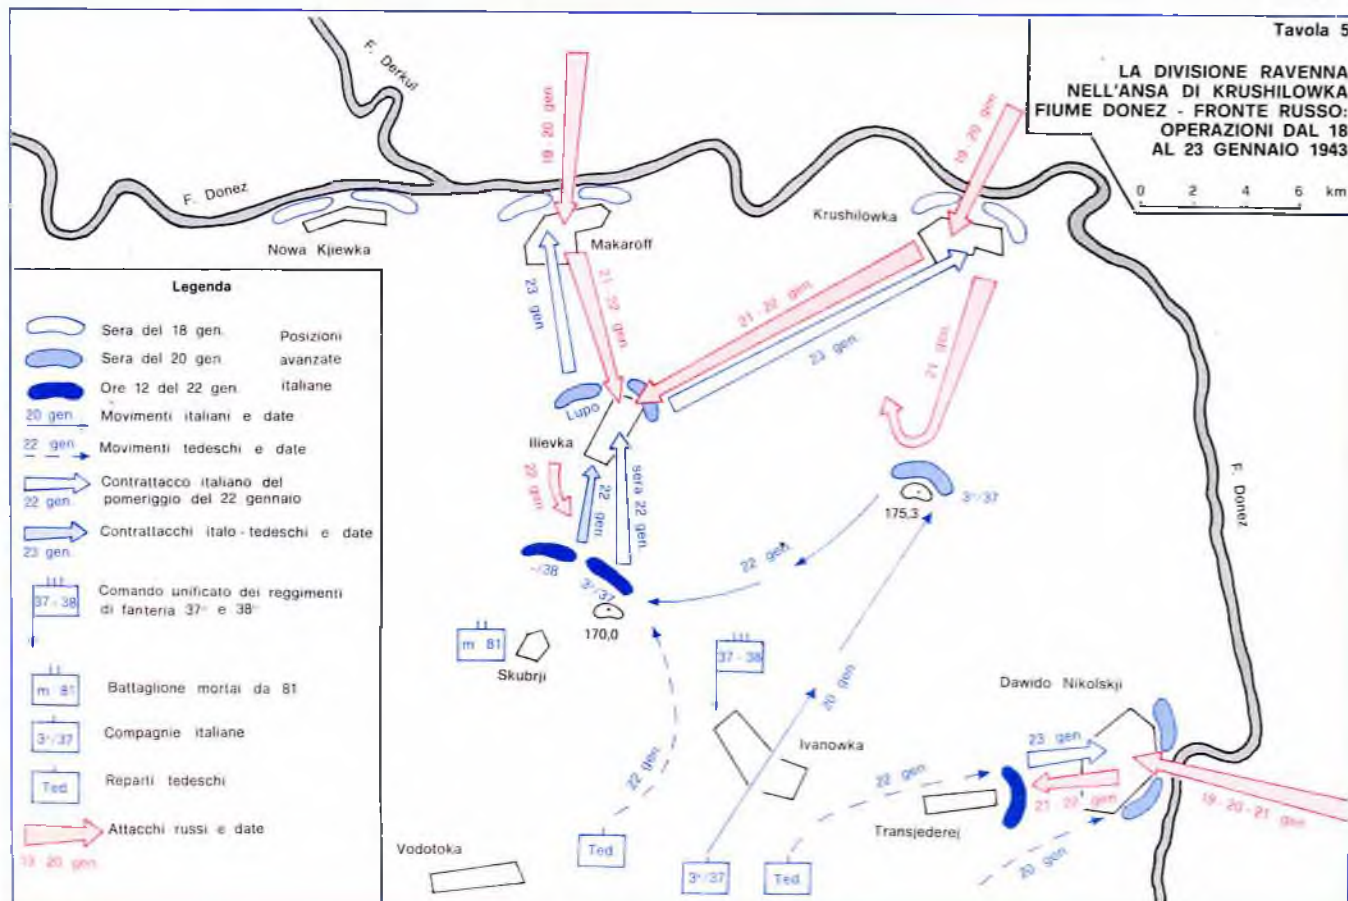 Tavola 5
LA DIVISIONE RAVENNA
NELL'ANSA DI KRUSHILOWKA
FIUME DONEZ - FRONTE RUSSO:
OPERAZIONI DAL 18
AL 23 GENNAIO 1943
0 2 4 6 km
F. Derkul
F. Donez
19-20 gen
19-20 gen
Nowa Kjiewka
Makaroff
Krushilowka
23 gen
21-22 gen
21-22 gen
23 gen
21 gen
Lupo
Ilievka
22 gen
22 gen.
sera 22 gen.
175,3
3ª/37
F. Donez
22 gen.
-/38
3ª/37
170,0
m 81
Skubrji
37-38
Ivanowka
20 gen
22 gen
Dawido Nikolskji
23 gen
21-22 gen
19-20-21 gen.
22 gen
Transjederej
20 gen
Vodotoka
Ted.
3ª/37
Ted.
Legenda
Sera del 18 gen.
Sera del 20 gen.
Ore 12 del 22 gen.
Posizioni
avanzate
italiane
20 gen.
Movimenti italiani e date
22 gen
Movimenti tedeschi e date
22 gen.
Contrattacco italiano del
pomeriggio del 22 gennaio
23 gen.
Contrattacchi italo-tedeschi e date
37-38
Comando unificato dei reggimenti
di fanteria 37° e 38°
m 81
Battaglione mortai da 81
3ª/37
Compagnie italiane
Ted.
Reparti tedeschi
Attacchi russi e date
19 20 gen.